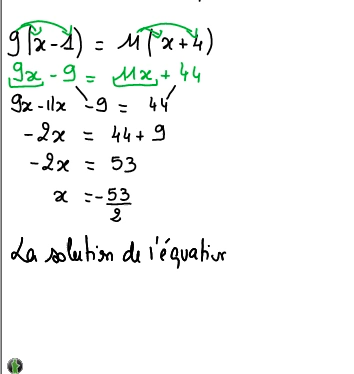 9(x-1) = 11(x+4)
9x - 9 = 11x + 44
9x - 11x - 9 = 44
-2x = 44 + 9
-2x = 53
x = -53/2
La solution de l'équation